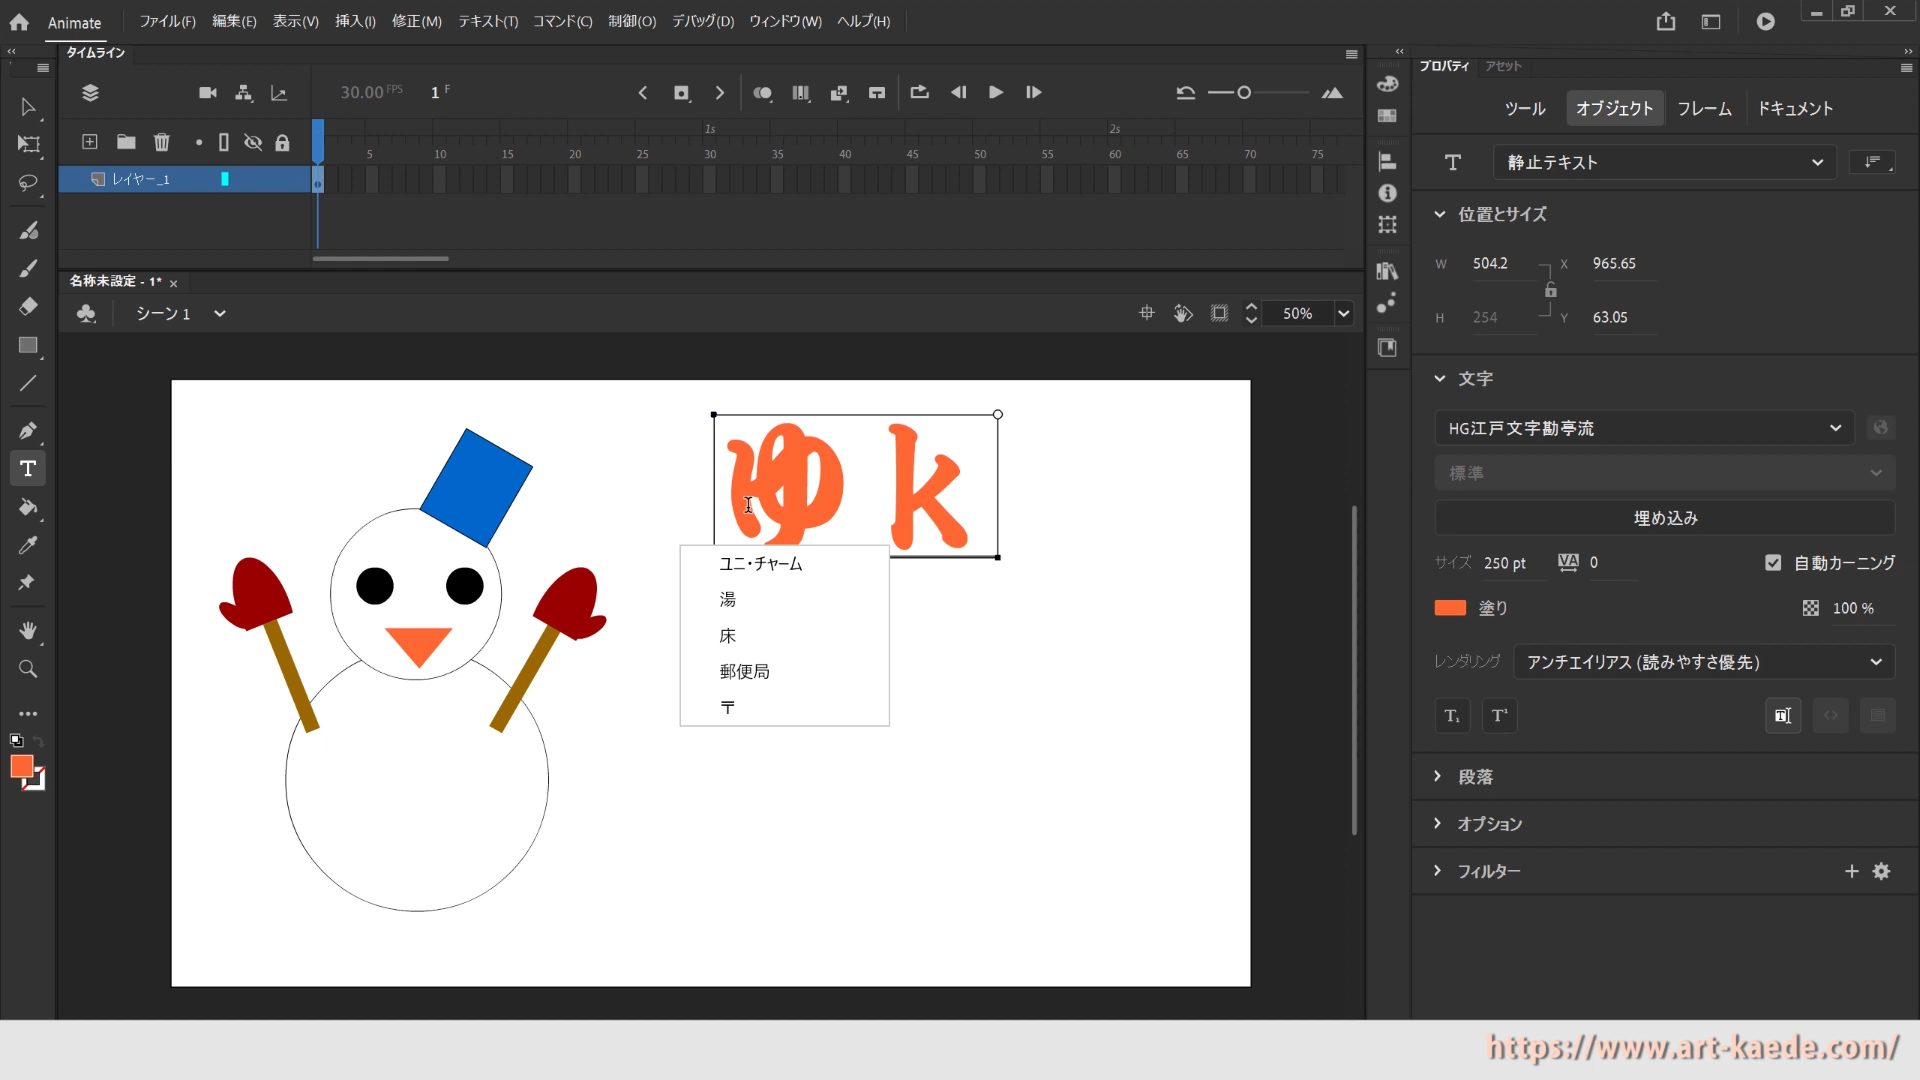 Animate
ファイル(F) 編集(E) 表示(V) 挿入(I) 修正(M) テキスト(T) コマンド(C) 制御(O) デバッグ(D) ウィンドウ(W) ヘルプ(H)
タイムライン
30.00 FPS 1 F
1s 2s
5 10 15 20 25 30 35 40 45 50 55 60 65 70 75
レイヤー_1
名称未設定 - 1* ×
シーン 1
50%
ゆ k
ユニ・チャーム
湯
床
郵便局
〒
プロパティ アセット
ツール オブジェクト フレーム ドキュメント
静止テキスト
位置とサイズ
W 504.2 X 965.65
H 254 Y 63.05
文字
HG江戸文字勘亭流
標準
埋め込み
サイズ 250 pt VA 0 自動カーニング
塗り 100 %
レンダリング アンチエイリアス (読みやすさ優先)
段落
オプション
フィルター
https://www.art-kaede.com/